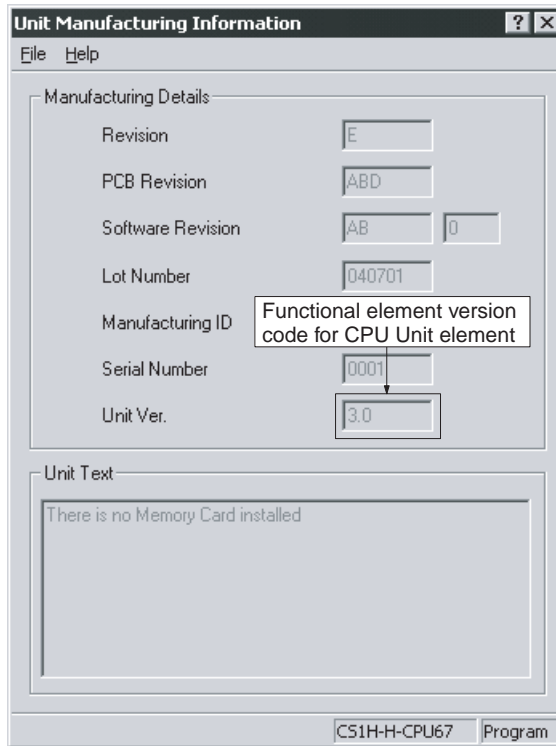 Unit Manufacturing Information ? X
File Help
Manufacturing Details
Revision E
PCB Revision ABD
Software Revision AB 0
Lot Number 040701
Functional element version
code for CPU Unit element
Manufacturing ID
Serial Number 0001
Unit Ver. 3.0
Unit Text
There is no Memory Card installed
CS1H-H-CPU67 Program